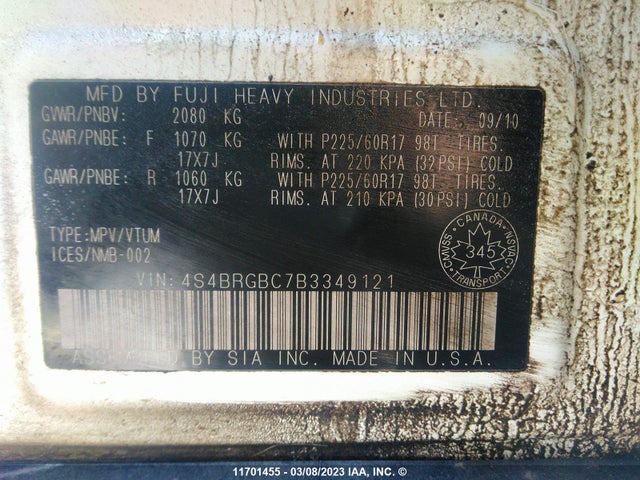 MFD BY FUJI HEAVY INDUSTRIES LTD.
GVWR/PNBV: 2080 KG DATE: 09/10
GAWR/PNBE: F 1070 KG WITH P225/60R17 98T TIRES.
17X7J RIMS. AT 220 KPA (32PSI) COLD
GAWR/PNBE: R 1060 KG WITH P225/60R17 98T TIRES.
17X7J RIMS. AT 210 KPA (30PSI) COLD
TYPE:MPV/VTUM
ICES/NMB-002
CANADA
CMVSS NSVAC
345
VIN: 4S4BRGBC7B3349121
ASSEMBLED BY SIA INC. MADE IN U.S.A.
11701455 - 03/08/2023 IAA, INC. ©